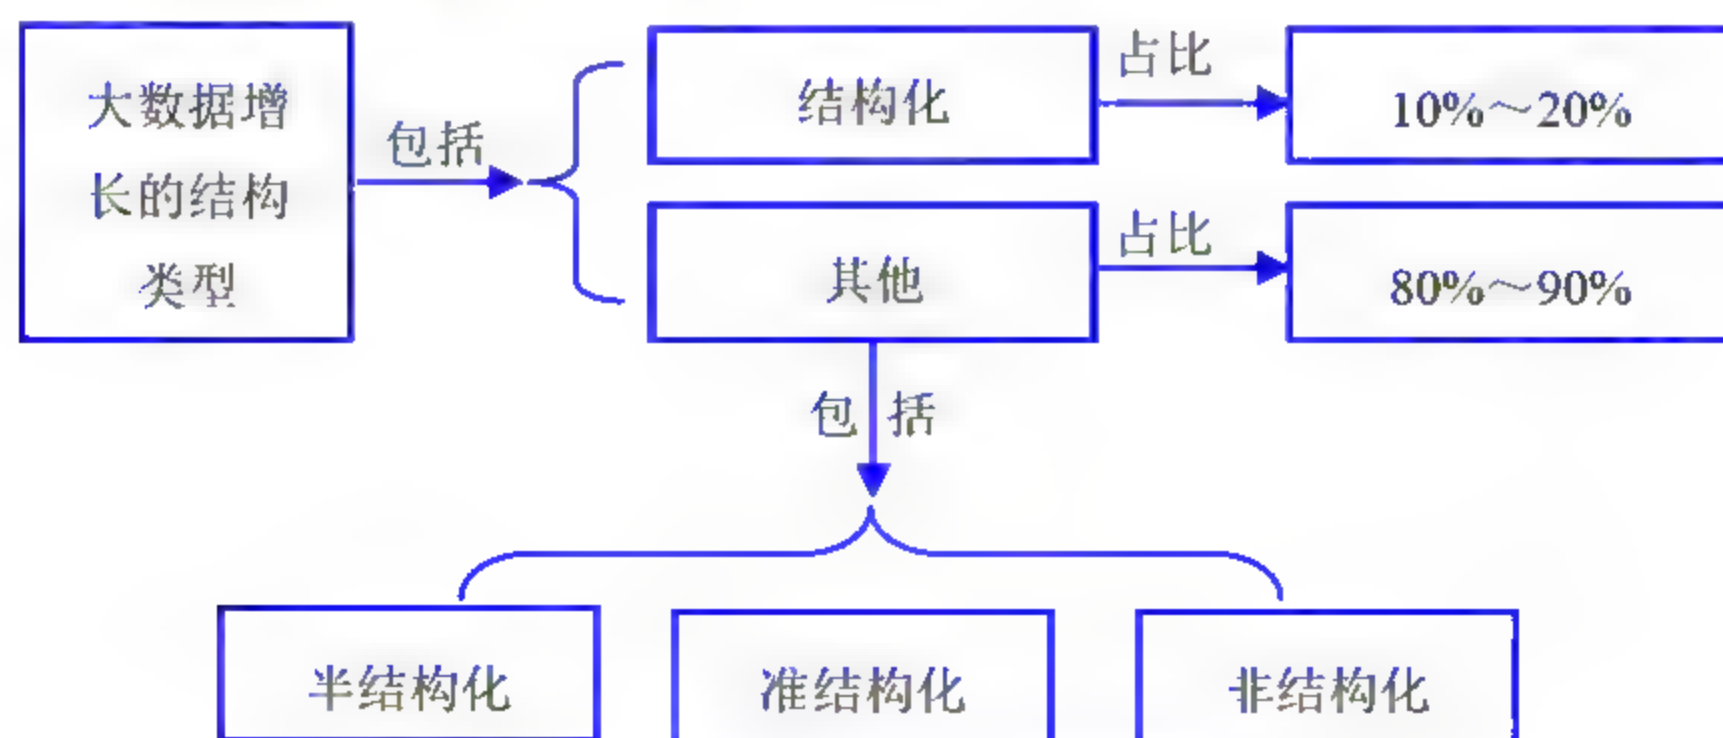 大数据增
长的结构
类型
包括
结构化
占比
10%～20%
其他
占比
80%～90%
包括
半结构化
准结构化
非结构化